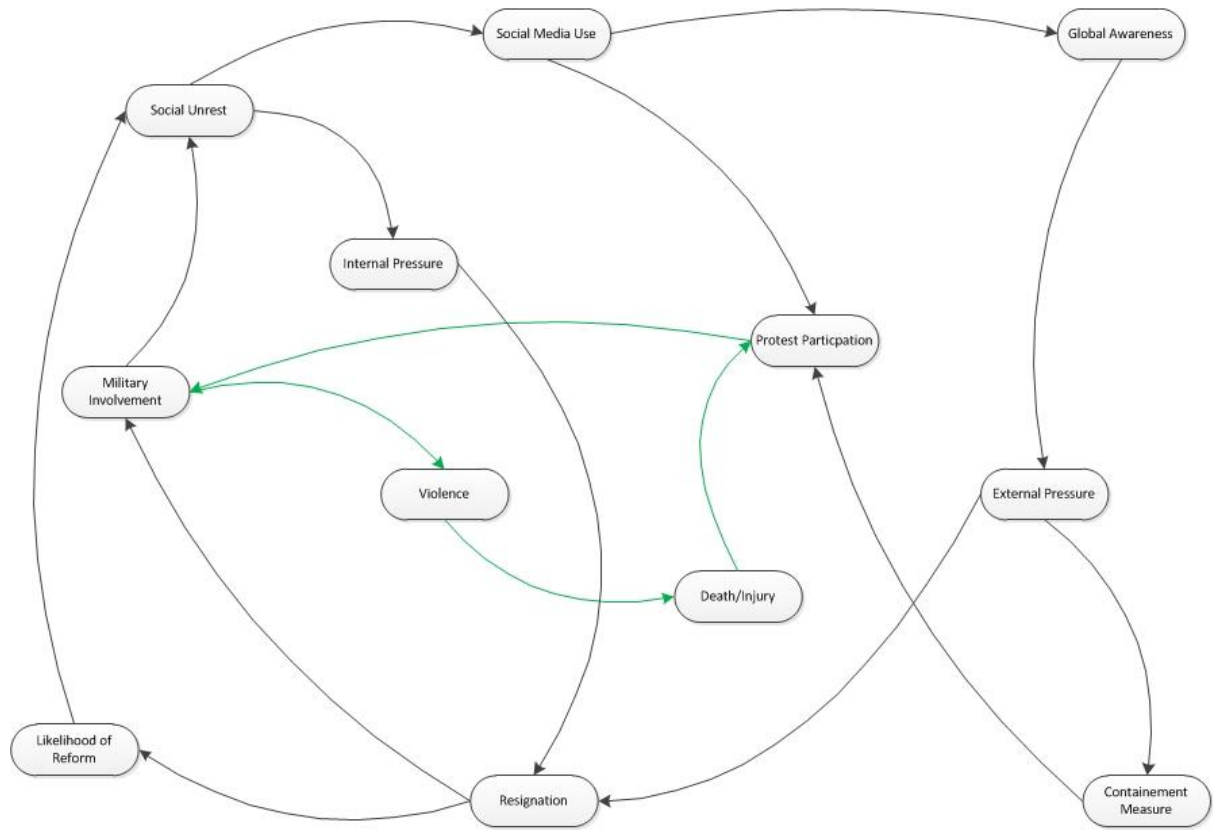 Social Media Use
Global Awareness
Social Unrest
Internal Pressure
Protest Particpation
Military
Involvement
Violence
External Pressure
Death/Injury
Likelihood of
Reform
Resignation
Containement
Measure